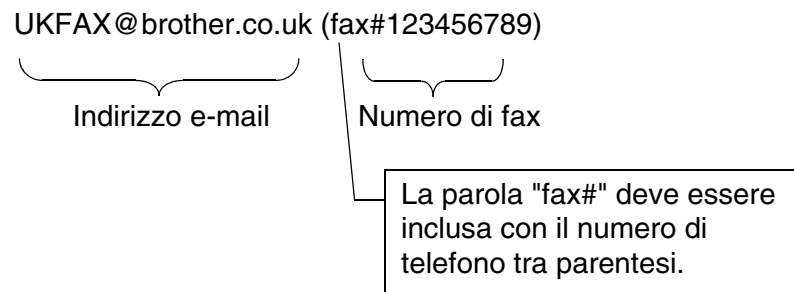 UKFAX@brother.co.uk (fax#123456789)
Indirizzo e-mail
Numero di fax
La parola "fax#" deve essere
inclusa con il numero di
telefono tra parentesi.